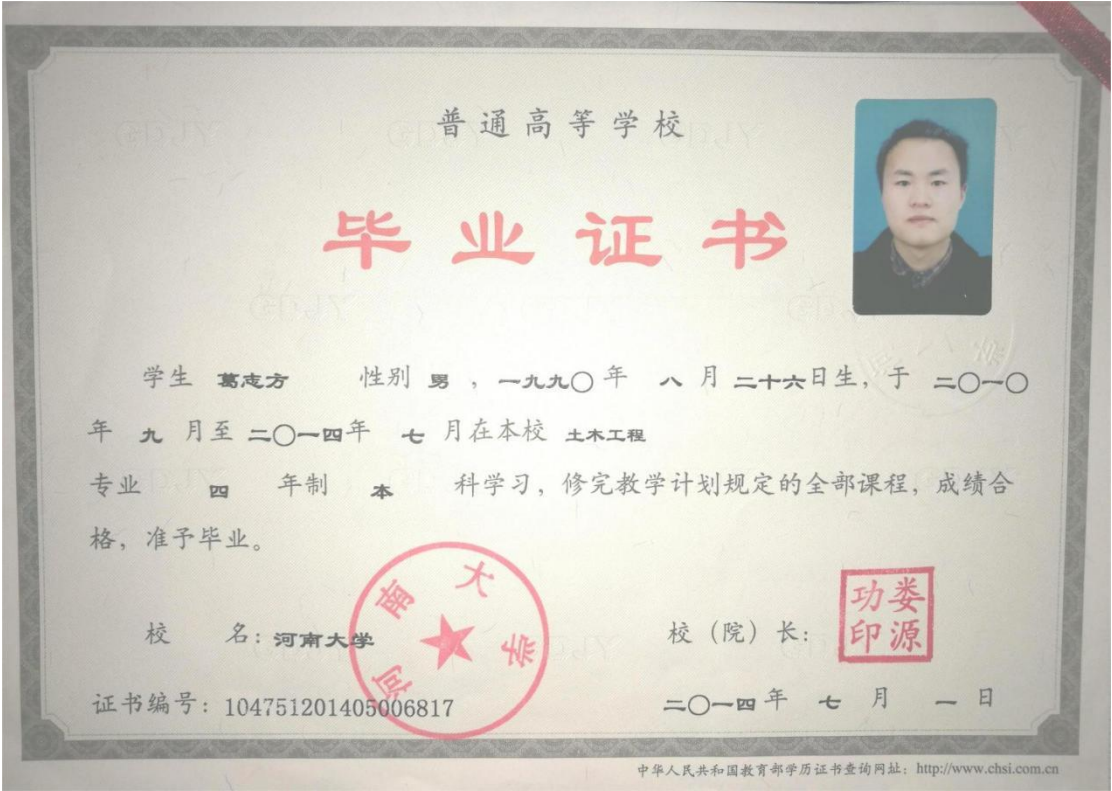 普通高等学校
毕业证书
学生 葛志方 性别 男 ，一九九〇年 八 月二十六日生，于 二〇一〇
年 九 月至 二〇一四年 七 月在本校 土木工程
专业 四 年制 本 科学习，修完教学计划规定的全部课程，成绩合
格，准予毕业。
河南大学
校 名：河南大学
校（院）长：
娄源功印
证书编号：104751201405006817
二〇一四年 七 月 一 日
中华人民共和国教育部学历证书查询网址：http://www.chsi.com.cn